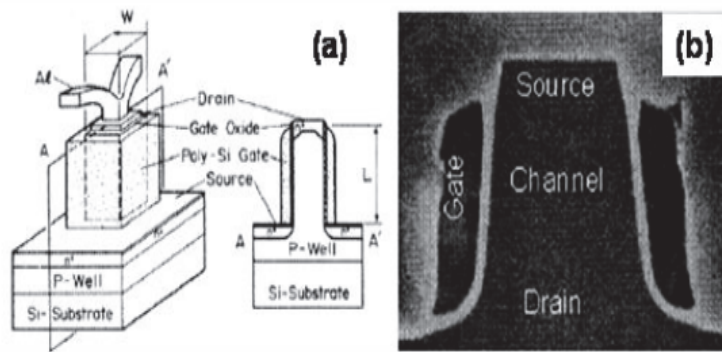 W
(a)
Al
A'
Drain
Gate Oxide
A
Poly-Si Gate
Source
L
n+
P-Well
Si-Substrate
A
n+
n+
A'
P-Well
Si-Substrate
(b)
Source
Gate
Channel
Drain